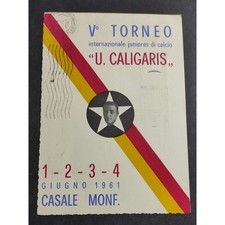 V° TORNEO
internazionale juniores di calcio
"U. CALIGARIS"
1-2-3-4
GIUGNO 1961
CASALE MONF.